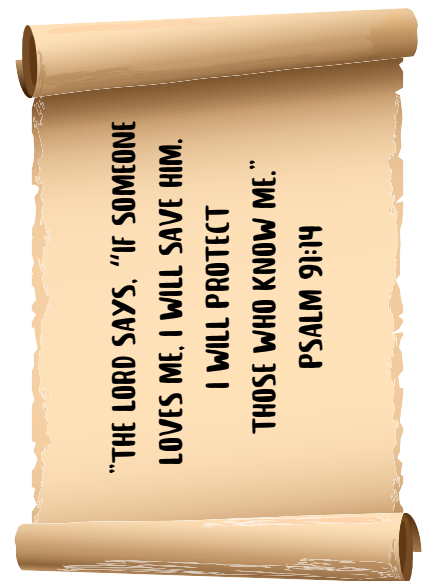 "THE LORD SAYS, "IF SOMEONE
LOVES ME, I WILL SAVE HIM.
I WILL PROTECT
THOSE WHO KNOW ME."
PSALM 91:14